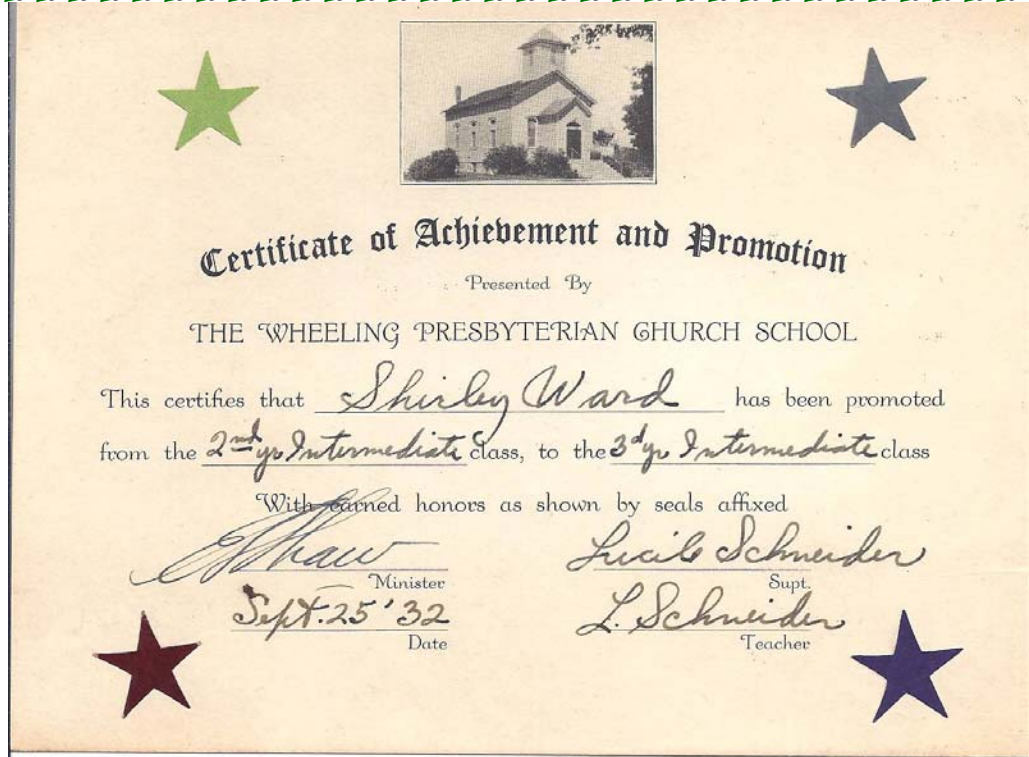 Certificate of Achievement and Promotion
Presented By
THE WHEELING PRESBYTERIAN CHURCH SCHOOL
This certifies that Shirley Ward has been promoted
from the 2nd yr Intermediate class, to the 3d yr Intermediate class
With earned honors as shown by seals affixed
Shaw Lucile Schneider
Minister Supt.
Sept. 25 '32 L. Schneider
Date Teacher